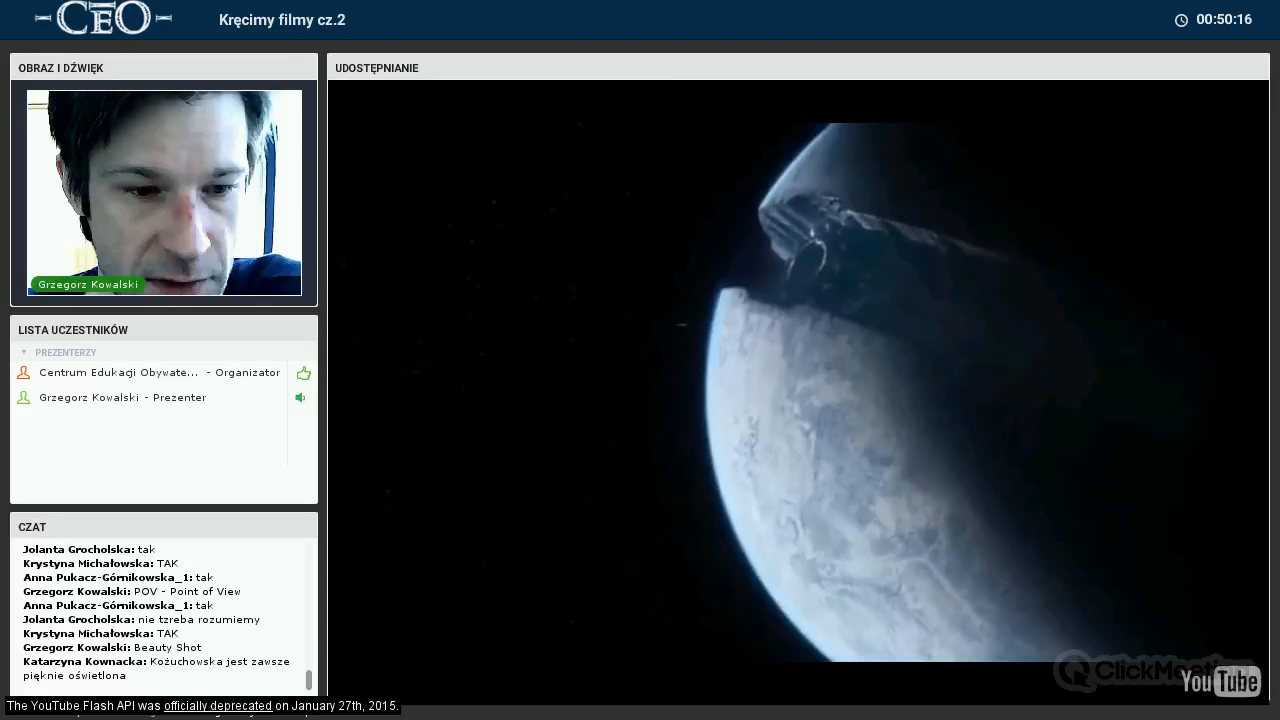 CEO
Kręcimy filmy cz.2
00:50:16
OBRAZ I DŹWIĘK
Grzegorz Kowalski
LISTA UCZESTNIKÓW
PREZENTERZY
Centrum Edukacji Obywate... - Organizator
Grzegorz Kowalski - Prezenter
CZAT
Jolanta Grocholska: tak
Krystyna Michałowska: TAK
Anna Pukacz-Górnikowska_1: tak
Grzegorz Kowalski: POV - Point of View
Anna Pukacz-Górnikowska_1: tak
Jolanta Grocholska: nie tzreba rozumiemy
Krystyna Michałowska: TAK
Grzegorz Kowalski: Beauty Shot
Katarzyna Kownacka: Kożuchowska jest zawsze
pięknie oświetlona
UDOSTĘPNIANIE
ClickMeeting
YouTube
The YouTube Flash API was officially deprecated on January 27th, 2015.